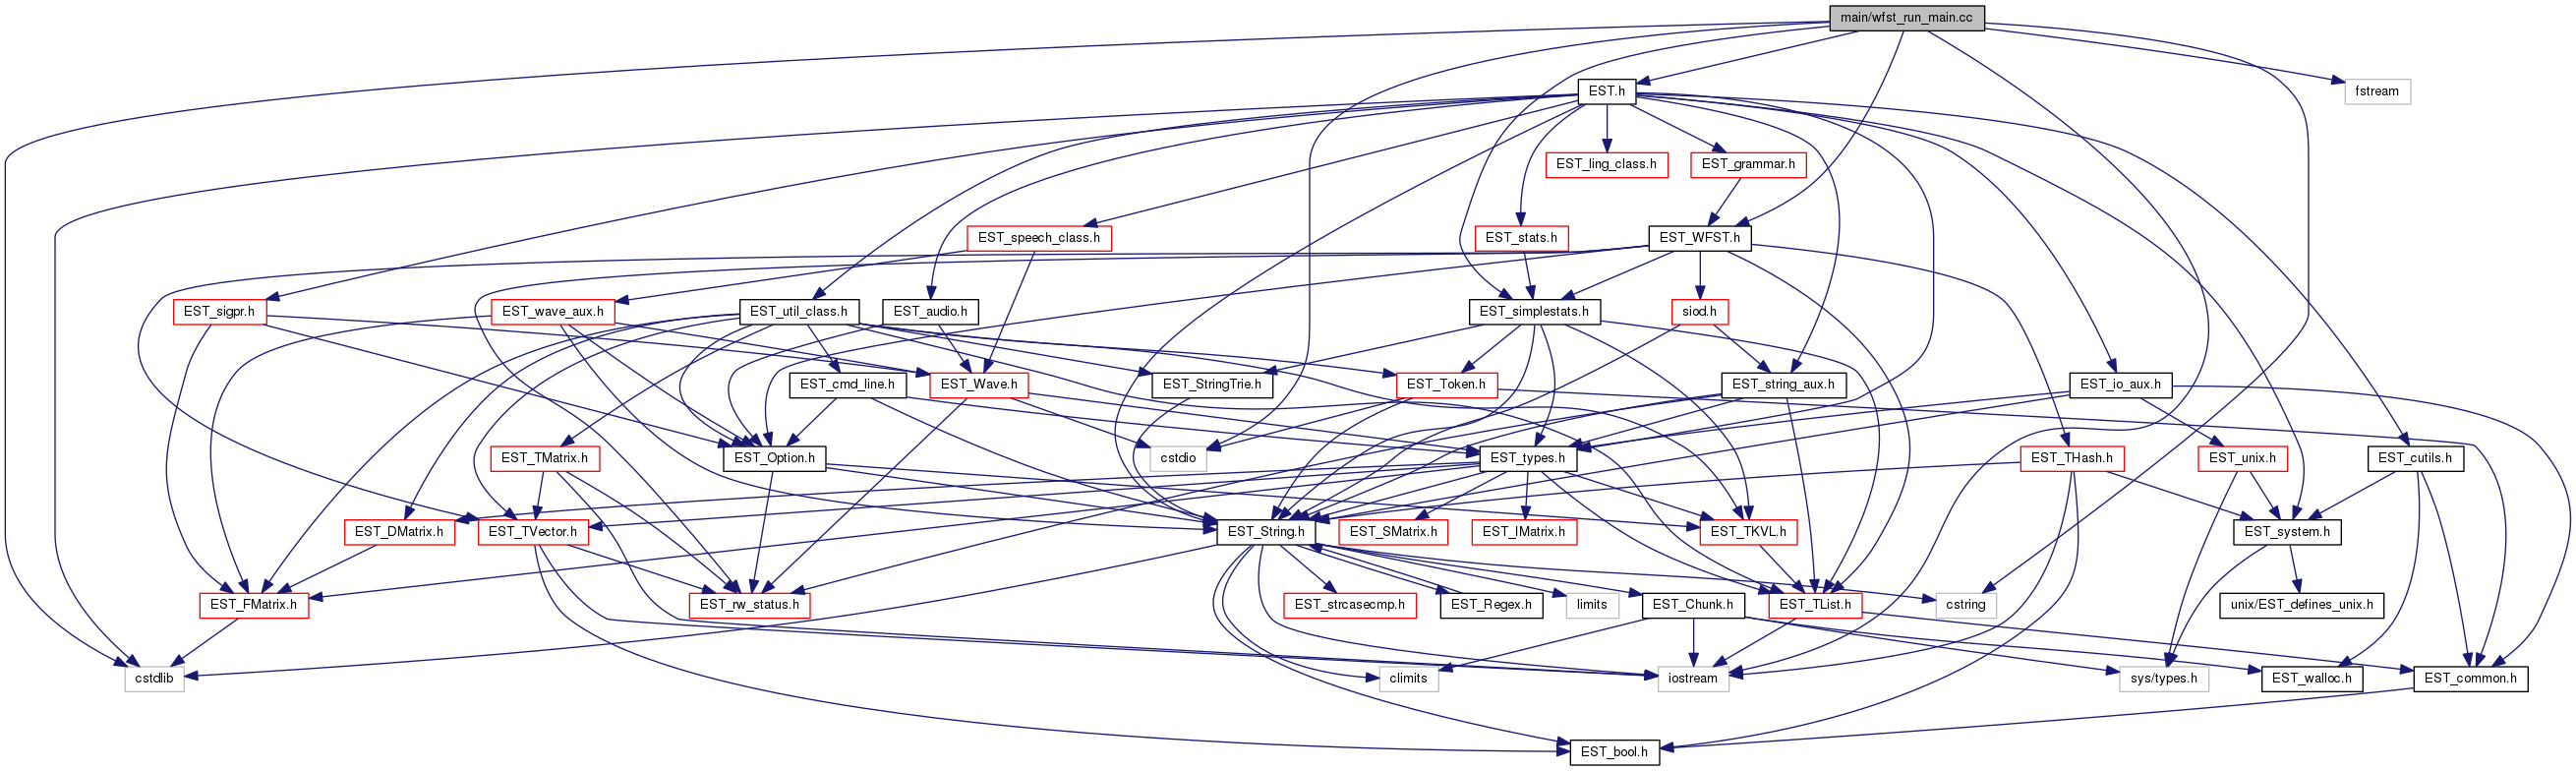 main/wfst_run_main.cc
EST.h
fstream
EST_ling_class.h
EST_grammar.h
EST_speech_class.h
EST_stats.h
EST_WFST.h
EST_sigpr.h
EST_wave_aux.h
EST_util_class.h
EST_audio.h
EST_simplestats.h
siod.h
EST_cmd_line.h
EST_Wave.h
EST_StringTrie.h
EST_Token.h
EST_string_aux.h
EST_io_aux.h
EST_TMatrix.h
EST_Option.h
cstdio
EST_types.h
EST_THash.h
EST_unix.h
EST_cutils.h
EST_DMatrix.h
EST_TVector.h
EST_String.h
EST_SMatrix.h
EST_IMatrix.h
EST_TKVL.h
EST_system.h
EST_FMatrix.h
EST_rw_status.h
EST_strcasecmp.h
EST_Regex.h
limits
EST_Chunk.h
EST_TList.h
cstring
unix/EST_defines_unix.h
cstdlib
climits
iostream
sys/types.h
EST_walloc.h
EST_common.h
EST_bool.h